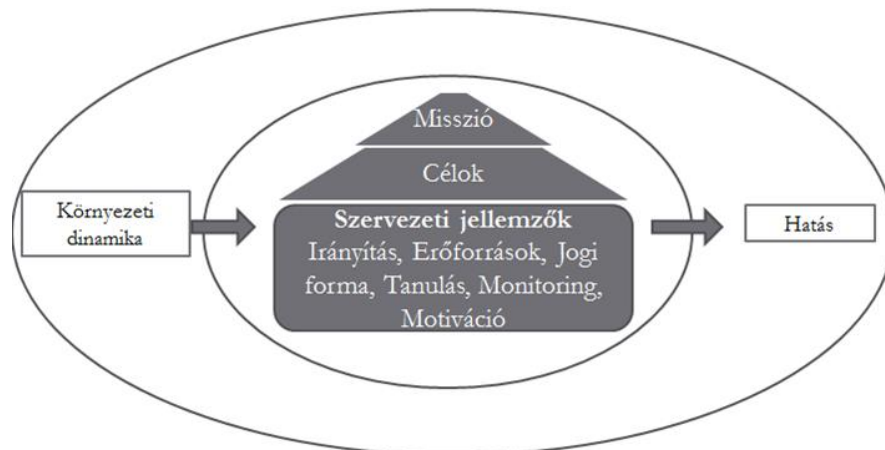 Misszió
Célok
Környezeti
dinamika
Szervezeti jellemzők
Irányítás, Erőforrások, Jogi
forma, Tanulás, Monitoring,
Motiváció
Hatás